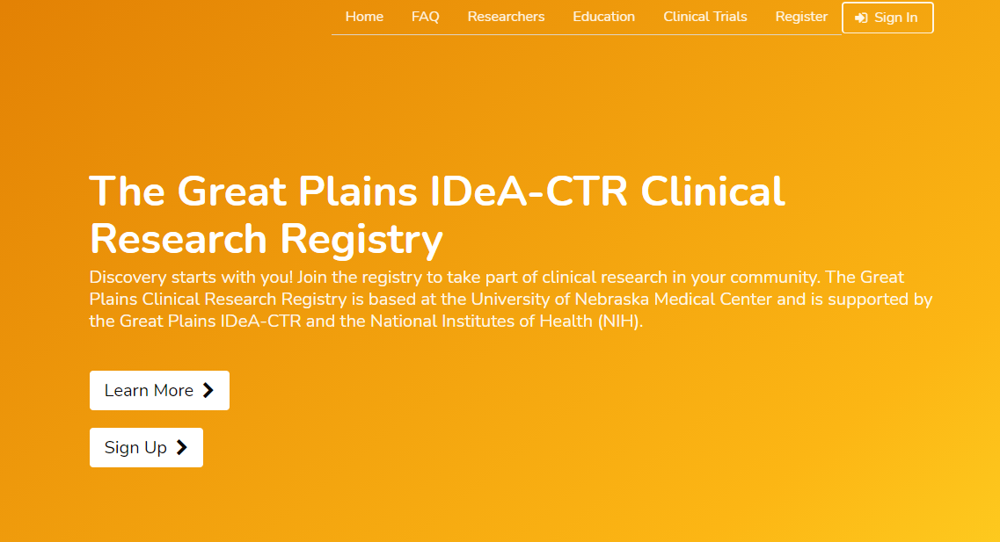 Home FAQ Researchers Education Clinical Trials Register Sign In
The Great Plains IDeA-CTR Clinical
Research Registry
Discovery starts with you! Join the registry to take part of clinical research in your community. The Great
Plains Clinical Research Registry is based at the University of Nebraska Medical Center and is supported by
the Great Plains IDeA-CTR and the National Institutes of Health (NIH).
Learn More
Sign Up